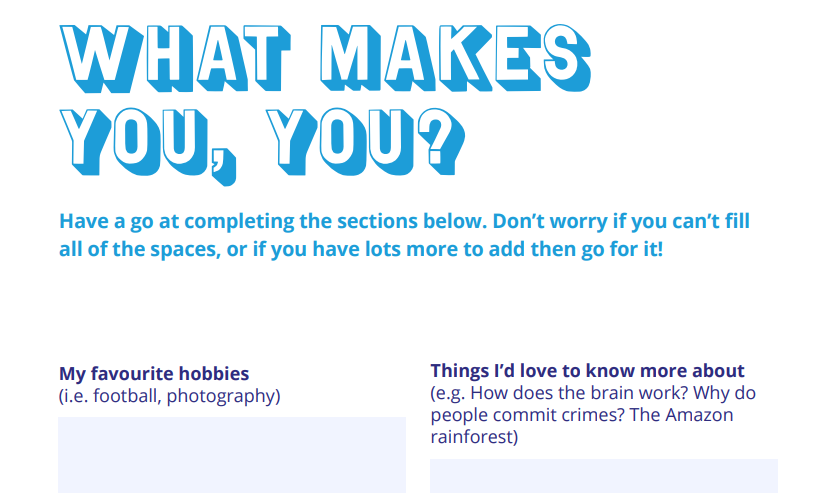 WHAT MAKES
YOU, YOU?
Have a go at completing the sections below. Don’t worry if you can’t fill
all of the spaces, or if you have lots more to add then go for it!
My favourite hobbies
(i.e. football, photography)
Things I’d love to know more about
(e.g. How does the brain work? Why do
people commit crimes? The Amazon
rainforest)